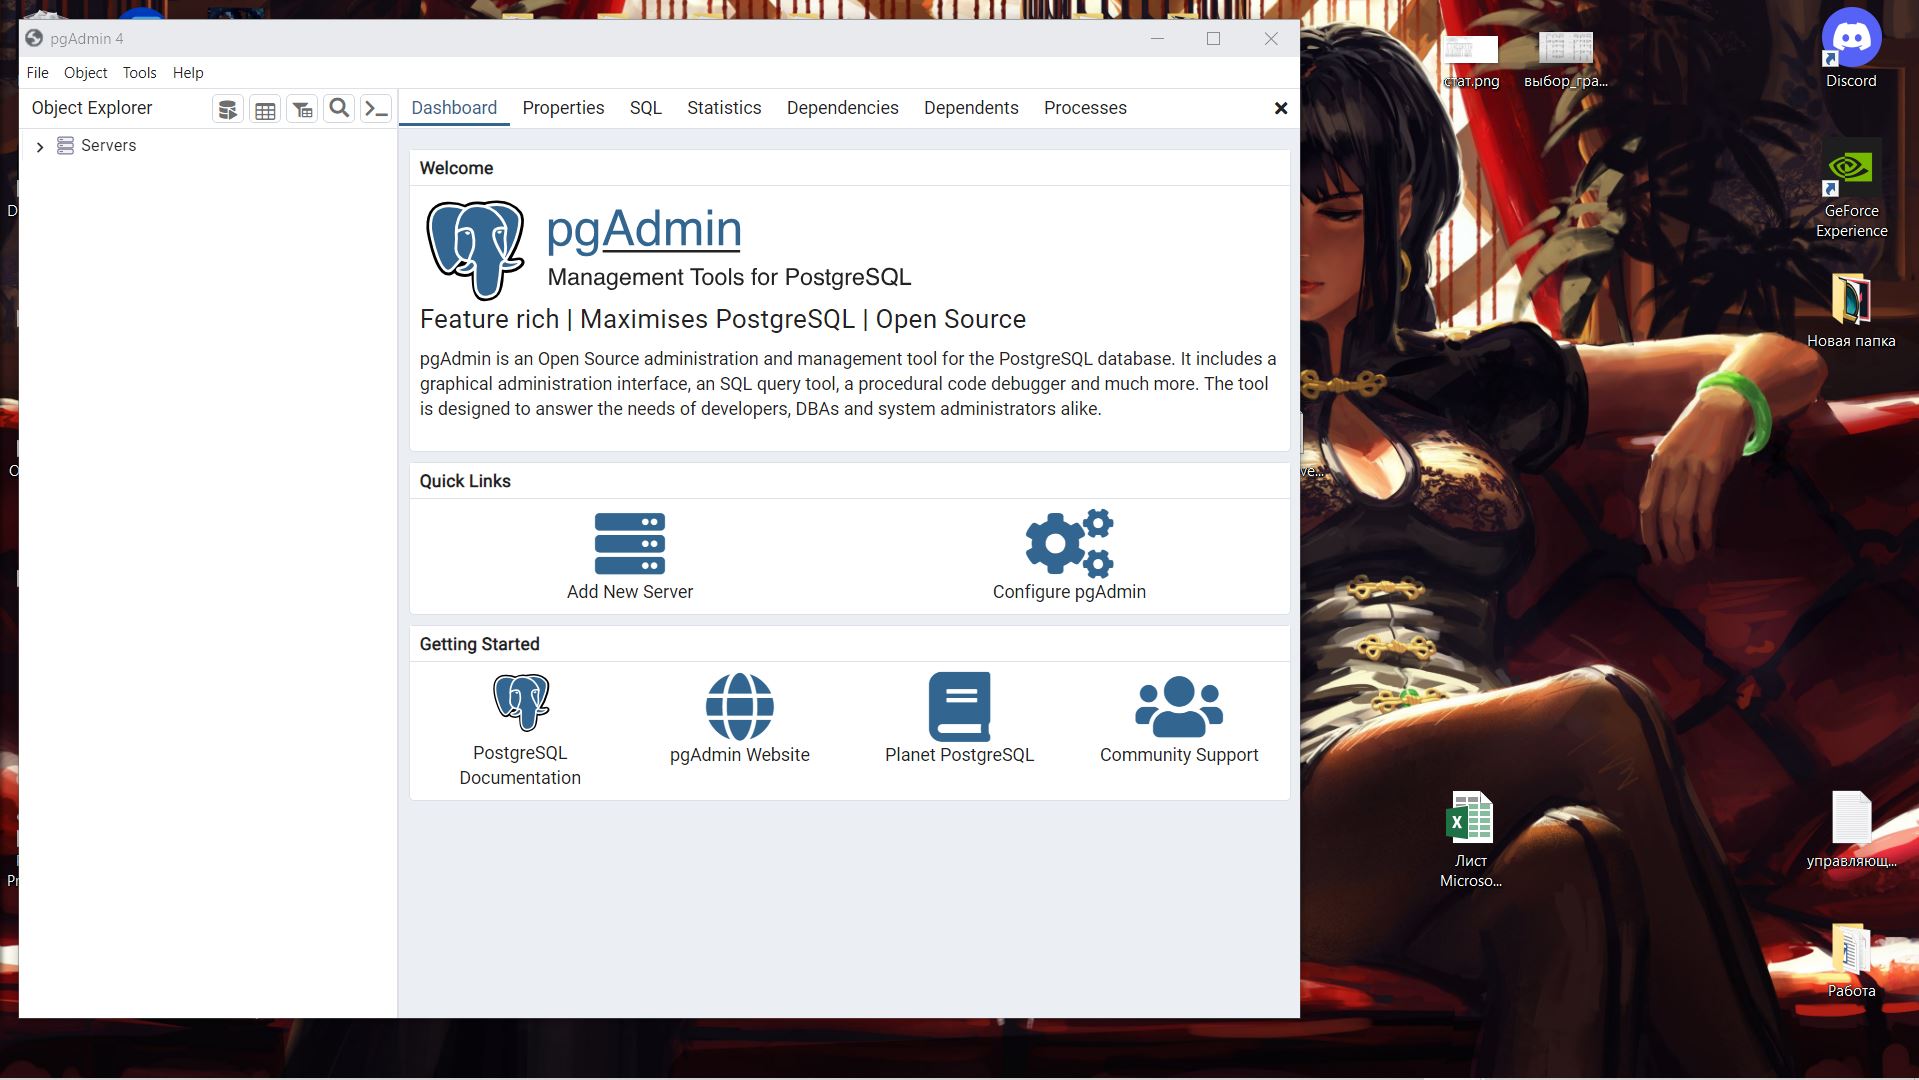 pgAdmin 4
File Object Tools Help
Object Explorer
Servers
Dashboard Properties SQL Statistics Dependencies Dependents Processes
Welcome
pgAdmin
Management Tools for PostgreSQL
Feature rich | Maximises PostgreSQL | Open Source
pgAdmin is an Open Source administration and management tool for the PostgreSQL database. It includes a
graphical administration interface, an SQL query tool, a procedural code debugger and much more. The tool
is designed to answer the needs of developers, DBAs and system administrators alike.
Quick Links
Add New Server
Configure pgAdmin
Getting Started
PostgreSQL
Documentation
pgAdmin Website
Planet PostgreSQL
Community Support
стат.png
выбор_гра...
Discord
GeForce
Experience
Новая папка
ve...
Лист
Microso...
управляющ...
Работа
D
Pr